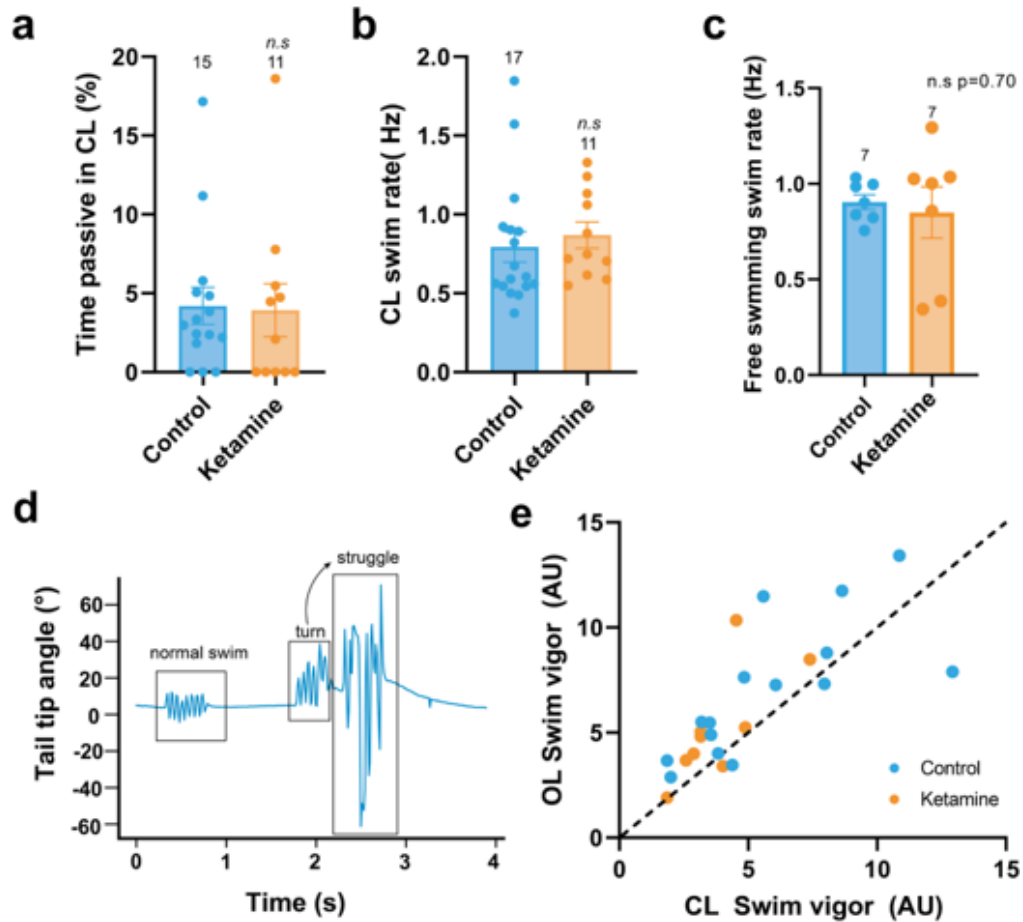 a
Time passive in CL (%)
20
15
10
5
0
15
n.s
11
Control
Ketamine
b
CL swim rate( Hz)
2.0
1.5
1.0
0.5
0.0
17
n.s
11
Control
Ketamine
c
Free swmming swim rate (Hz)
1.5
1.0
0.5
0.0
n.s p=0.70
7
7
Control
Ketamine
d
Tail tip angle (°)
60
40
20
0
-20
-40
-60
normal swim
turn
struggle
0
1
2
3
4
Time (s)
e
OL Swim vigor (AU)
15
10
5
0
Control
Ketamine
0
5
10
15
CL Swim vigor (AU)